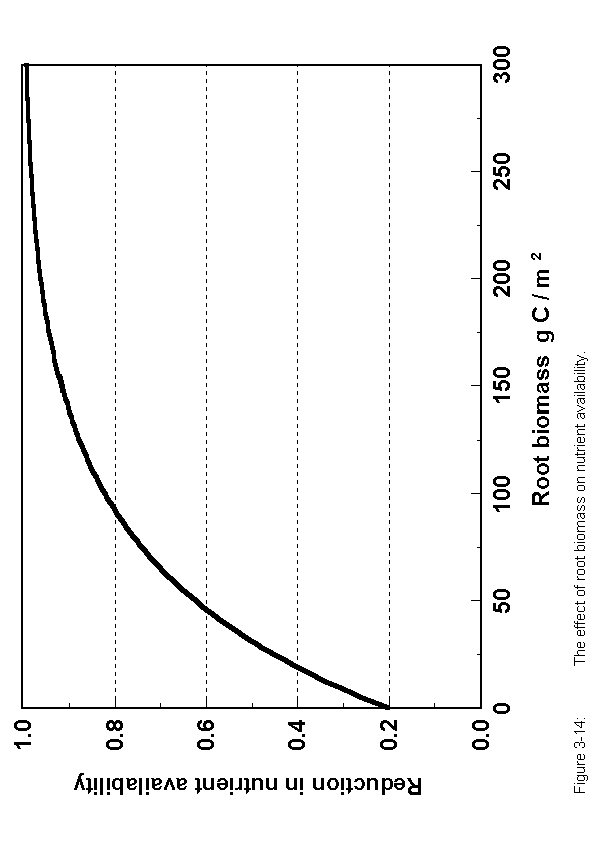 1.0
0.8
0.6
0.4
0.2
0.0
Reduction in nutrient availability
0 50 100 150 200 250 300
Root biomass g C / m 2
Figure 3-14: The effect of root biomass on nutrient availability.